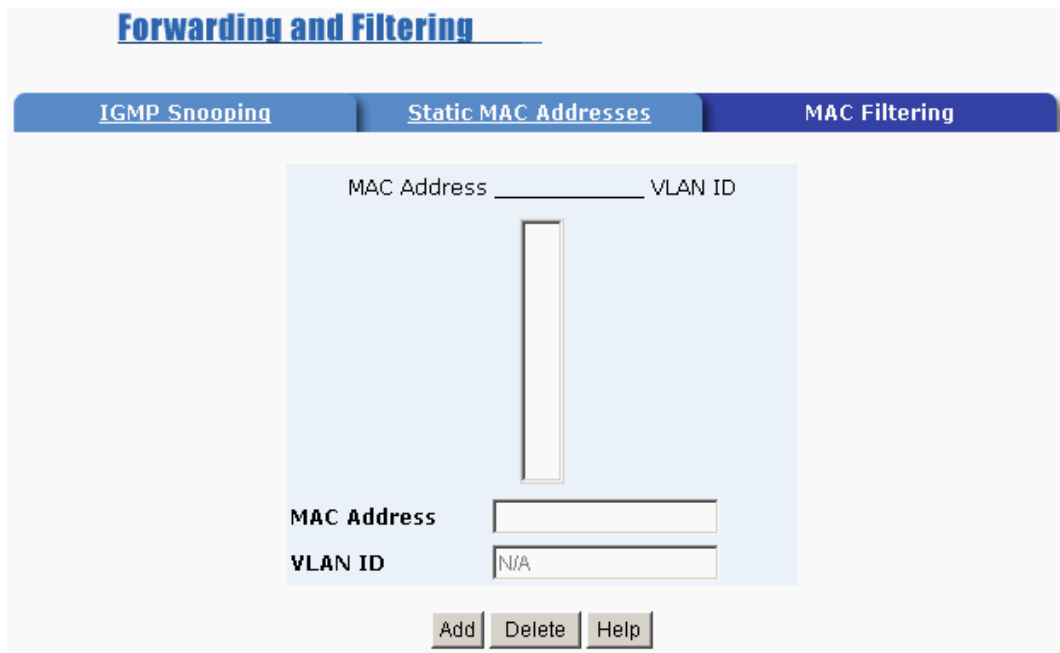 Forwarding and Filtering
IGMP Snooping Static MAC Addresses MAC Filtering
MAC Address _____________ VLAN ID
MAC Address
VLAN ID N/A
Add Delete Help